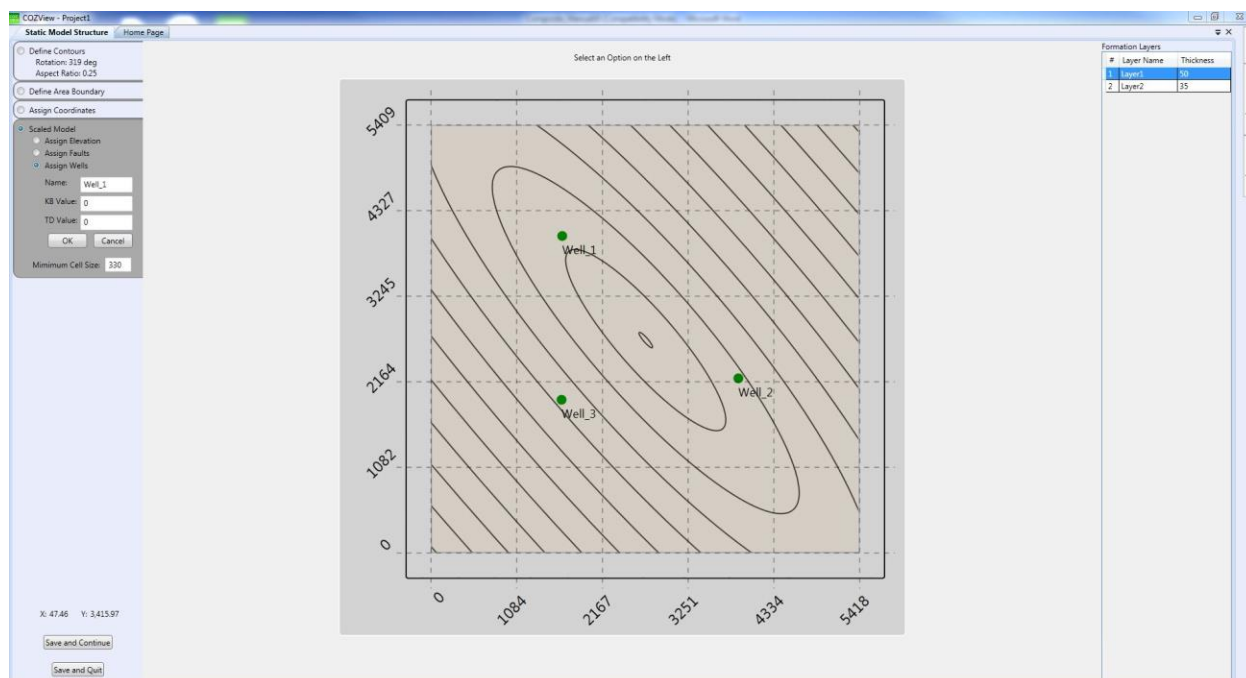 COZView - Project1
Static Model Structure Home Page
Define Contours
Rotation: 319 deg
Aspect Ratio: 0.25
Define Area Boundary
Assign Coordinates
Scaled Model
Assign Elevation
Assign Faults
Assign Wells
Name: Well_1
KB Value: 0
TD Value: 0
OK Cancel
Mimimum Cell Size: 330
X: 47.46 Y: 3,415.97
Save and Continue
Save and Quit
Select an Option on the Left
5409
4327
3245
2164
1082
0
Well_1
Well_2
Well_3
0 1084 2167 3251 4334 5418
Formation Layers
# Layer Name Thickness
1 Layer1 50
2 Layer2 35